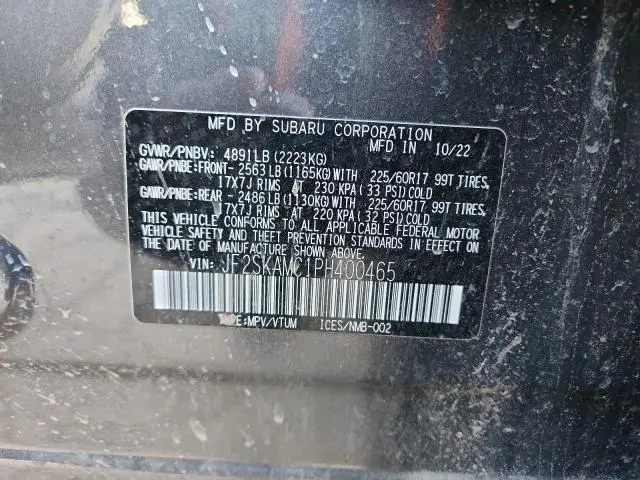 MFD BY SUBARU CORPORATION MFD IN 10/22
GVWR/PNBV: 4891LB (2223KG)
GAWR/PNBE:FRONT- 2563LB (1165KG)WITH 225/60R17 99T TIRES,
17X7J RIMS AT 230 KPA (33 PSI)COLD
GAWR/PNBE:REAR - 2486LB (1130KG)WITH 225/60R17 99T TIRES,
17X7J RIMS AT 220 KPA (32 PSI)COLD
THIS VEHICLE CONFORMS TO ALL APPLICABLE FEDERAL MOTOR
VEHICLE SAFETY AND THEFT PREVENTION STANDARDS IN EFFECT
ON THE DATE OF MANUFACTURE SHOWN ABOVE.
VIN: JF2SKAMC1PH400465
TYPE:MPV/VTUM ICES/NMB-002